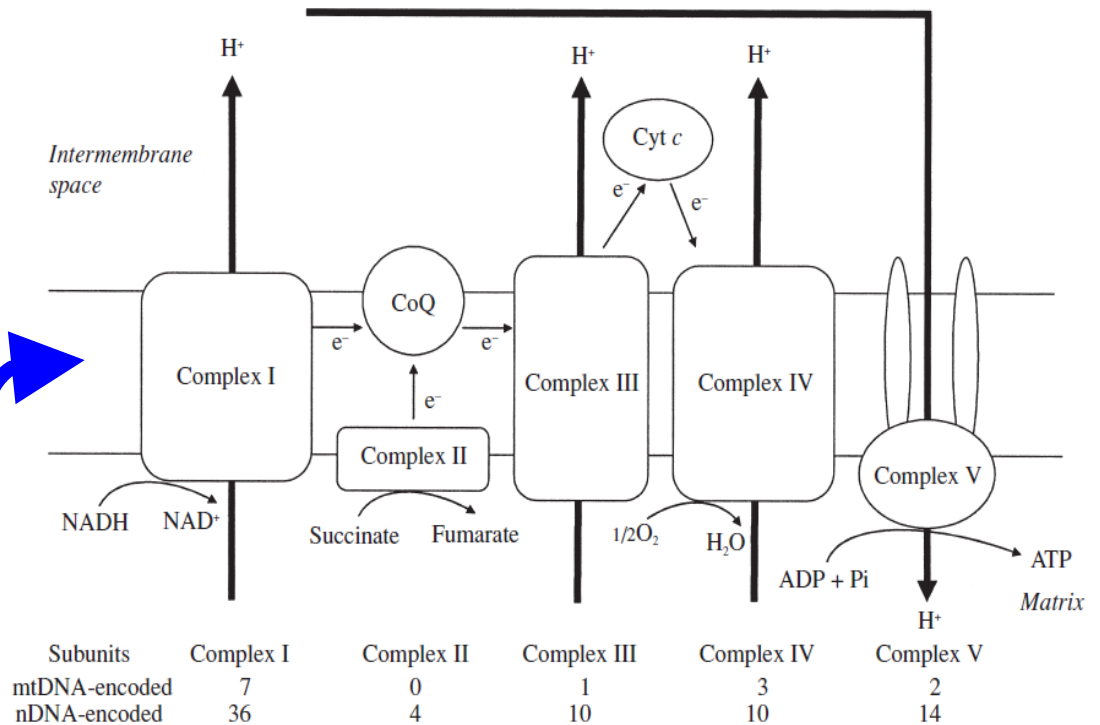 H⁺ H⁺ H⁺
Cyt c
Intermembrane
space
e⁻ e⁻
CoQ
e⁻ e⁻
Complex I Complex III Complex IV
e⁻
Complex II Complex V
NADH NAD⁺
Succinate Fumarate 1/2O₂ H₂O
ADP + Pi ATP
Matrix
H⁺
Subunits Complex I Complex II Complex III Complex IV Complex V
mtDNA-encoded 7 0 1 3 2
nDNA-encoded 36 4 10 10 14